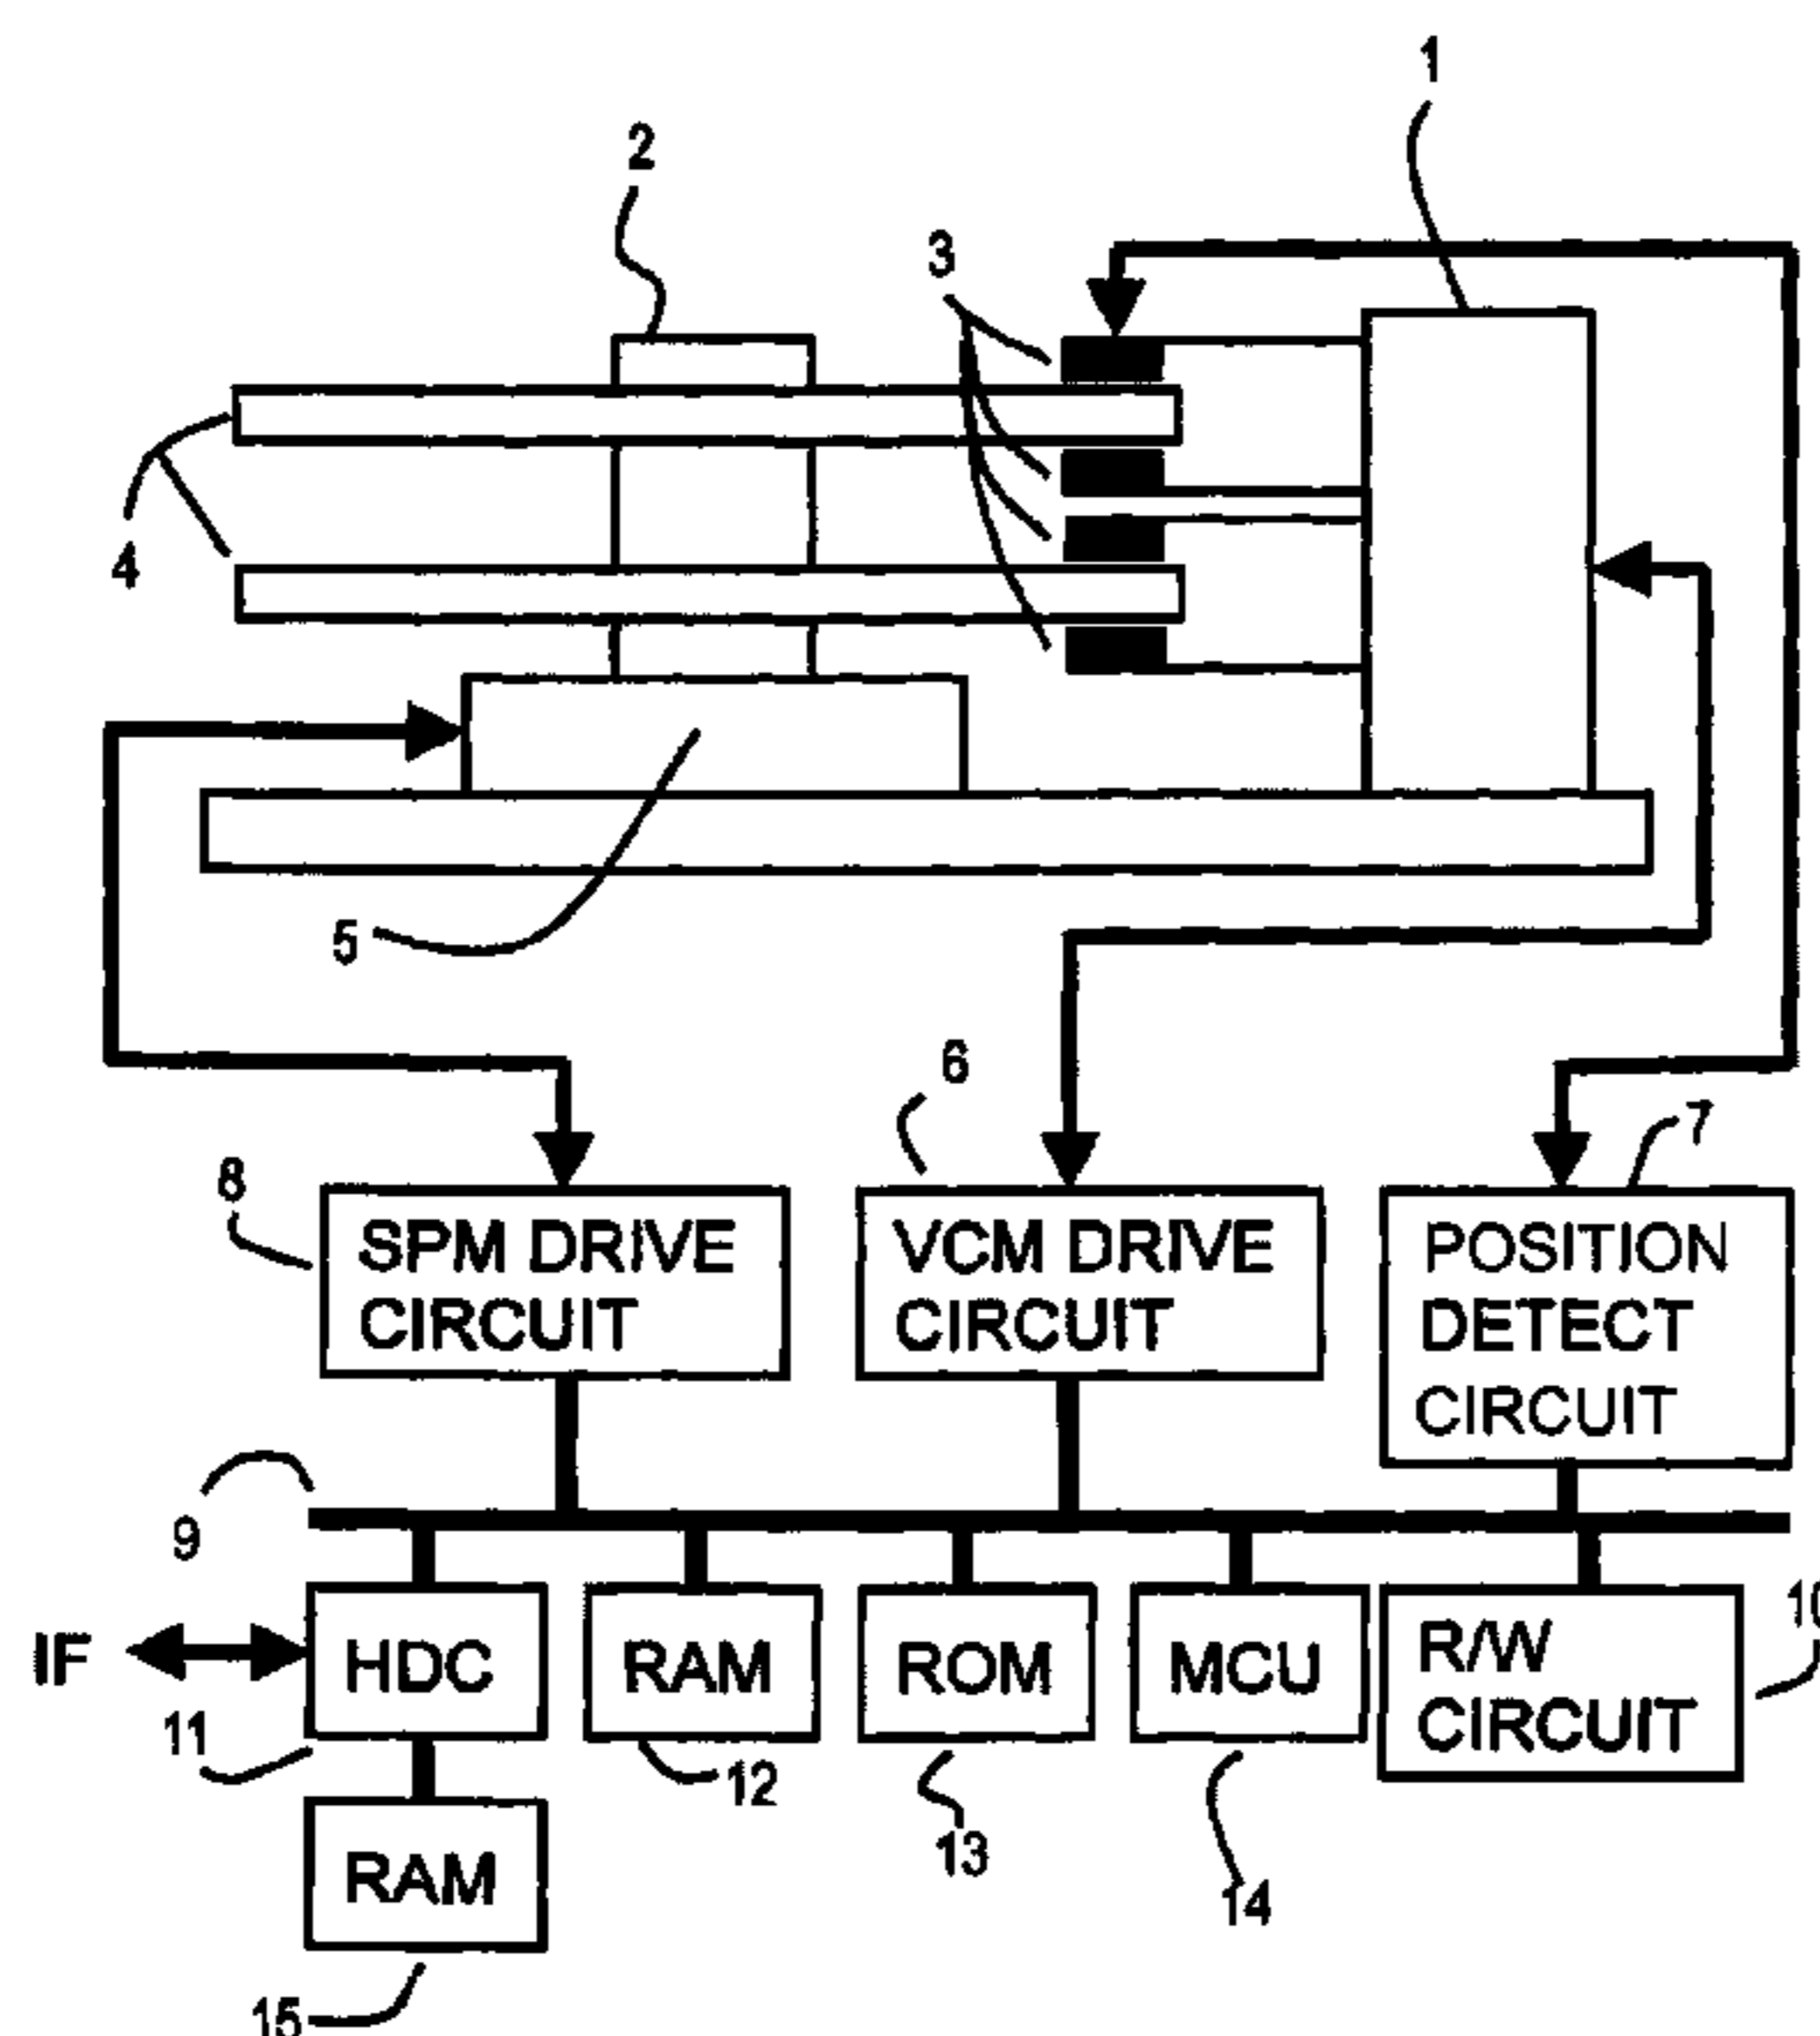 1
2
3
4
5
6
7
8
SPM DRIVE
CIRCUIT
VCM DRIVE
CIRCUIT
POSITION
DETECT
CIRCUIT
9
10
IF
HDC
RAM
ROM
MCU
R/W
CIRCUIT
11
12
13
14
RAM
15